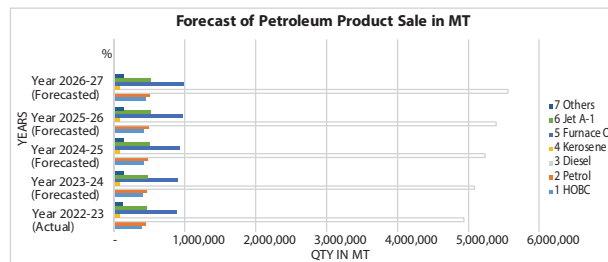 Forecast of Petroleum Product Sale in MT
%
Year 2026-27
(Forecasted)
Year 2025-26
(Forecasted)
Year 2024-25
(Forecasted)
Year 2023-24
(Forecasted)
Year 2022-23
(Actual)
YEARS
7 Others
6 Jet A-1
5 Furnace O
4 Kerosene
3 Diesel
2 Petrol
1 HOBC
- 1,000,000 2,000,000 3,000,000 4,000,000 5,000,000 6,000,000
QTY IN MT